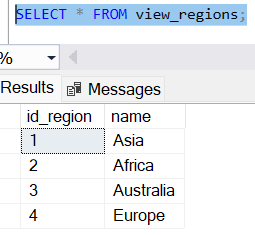 SELECT * FROM view_regions;
%
Results Messages
id_region name
1 Asia
2 Africa
3 Australia
4 Europe